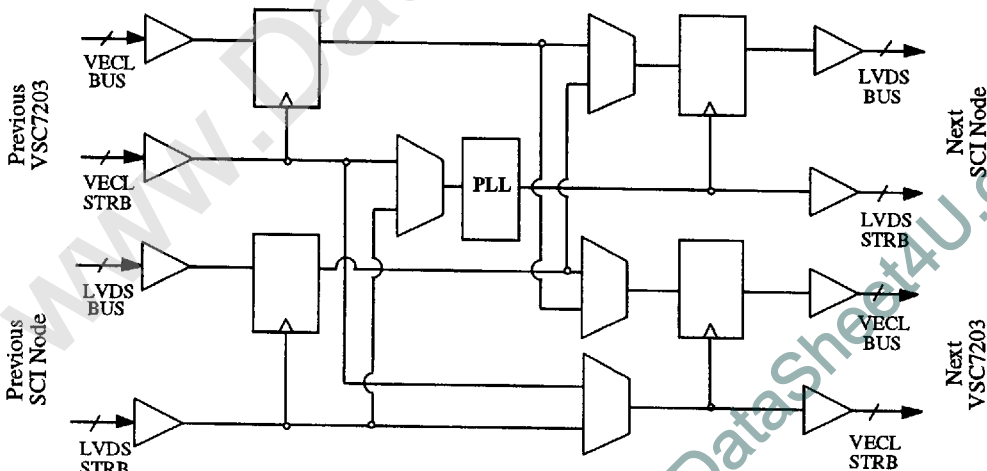 Previous
VSC7203
VECL
BUS
VECL
STRB
Previous
SCI Node
LVDS
BUS
LVDS
STRB
PLL
LVDS
BUS
LVDS
STRB
Next
SCI Node
VECL
BUS
VECL
STRB
Next
VSC7203
www.Da
DataSheet4U.c